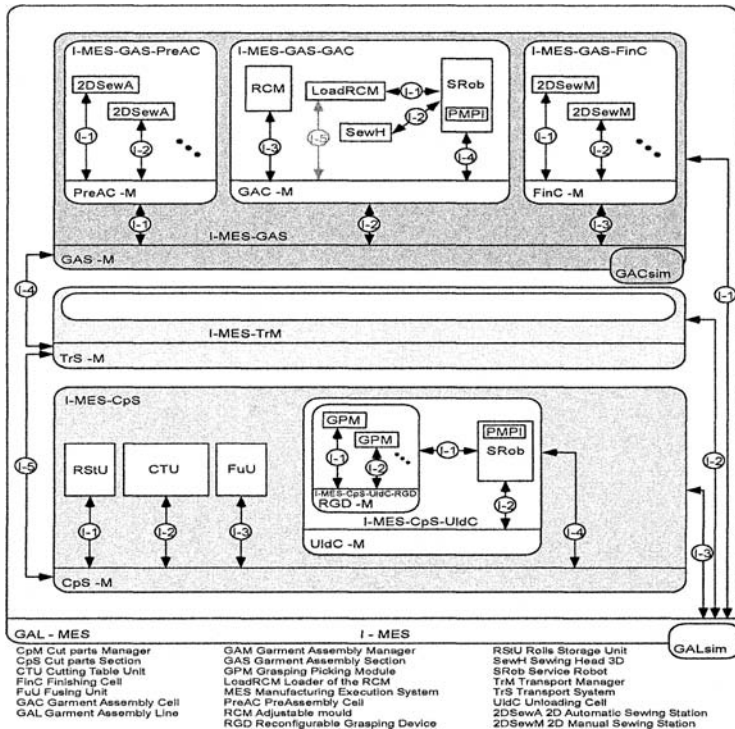 I-MES-GAS-PreAC
I-MES-GAS-GAC
I-MES-GAS-FinC
2DSewA
2DSewA
I-1
I-2
PreAC -M
RCM
LoadRCM
I-1
SRob
SewH
I-2
PMPI
I-3
I-5
I-4
GAC -M
2DSewM
2DSewM
I-1
I-2
FinC -M
I-1
I-2
I-3
I-MES-GAS
GAS -M
GACsim
I-4
I-1
I-MES-TrM
TrS -M
I-5
I-2
I-3
I-MES-CpS
RStU
CTU
FuU
I-1
I-2
I-3
GPM
GPM
I-1
I-2
I-MES-CpS-UldC-RGD
RGD -M
I-1
PMPI
SRob
I-2
I-MES-CpS-UldC
UldC -M
I-4
CpS -M
GAL - MES
I - MES
GALsim
CpM Cut parts Manager
CpS Cut parts Section
CTU Cutting Table Unit
FinC Finishing Cell
FuU Fusing Unit
GAC Garment Assembly Cell
GAL Garment Assembly Line
GAM Garment Assembly Manager
GAS Garment Assembly Section
GPM Grasping Picking Module
LoadRCM Loader of the RCM
MES Manufacturing Execution System
PreAC PreAssembly Cell
RCM Adjustable mould
RGD Reconfigurable Grasping Device
RStU Rolls Storage Unit
SewH Sewing Head 3D
SRob Service Robot
TrM Transport Manager
TrS Transport System
UldC Unloading Cell
2DSewA 2D Automatic Sewing Station
2DSewM 2D Manual Sewing Station